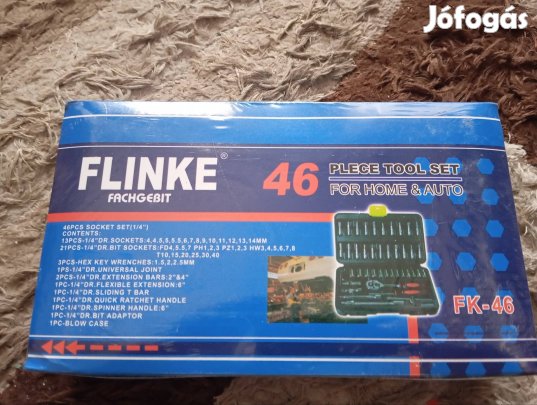 Jófogás
FLINKE®
FACHGEBIT
46 PLECE TOOL SET
FOR HOME & AUTO
46PCS SOCKET SET(1/4")
CONTENTS:
13PCS-1/4"DR.SOCKETS:4,4.5,5,5.5,6,7,8,9,10,11,12,13,14MM
21PCS-1/4"DR.BIT SOCKETS:FD4,5.5,7 PH1,2,3 PZ1,2,3 HW3,4,5,6,7,8
T10,15,20,25,30,40
3PCS-HEX KEY WRENCHES:1.5,2,2.5MM
1PS-1/4"DR.UNIVERSAL JOINT
2PCS-1/4"DR.EXTENSION BARS:2"&4"
1PC-1/4"DR.FLEXIBLE EXTENSION:6"
1PC-1/4"DR.SLIDING T BAR
1PC-1/4"DR.QUICK RATCHET HANDLE
1PC-1/4"DR.SPINNER HANDLE:6"
1PC-1/4"DR.BIT ADAPTOR
1PC-BLOW CASE
FK-46